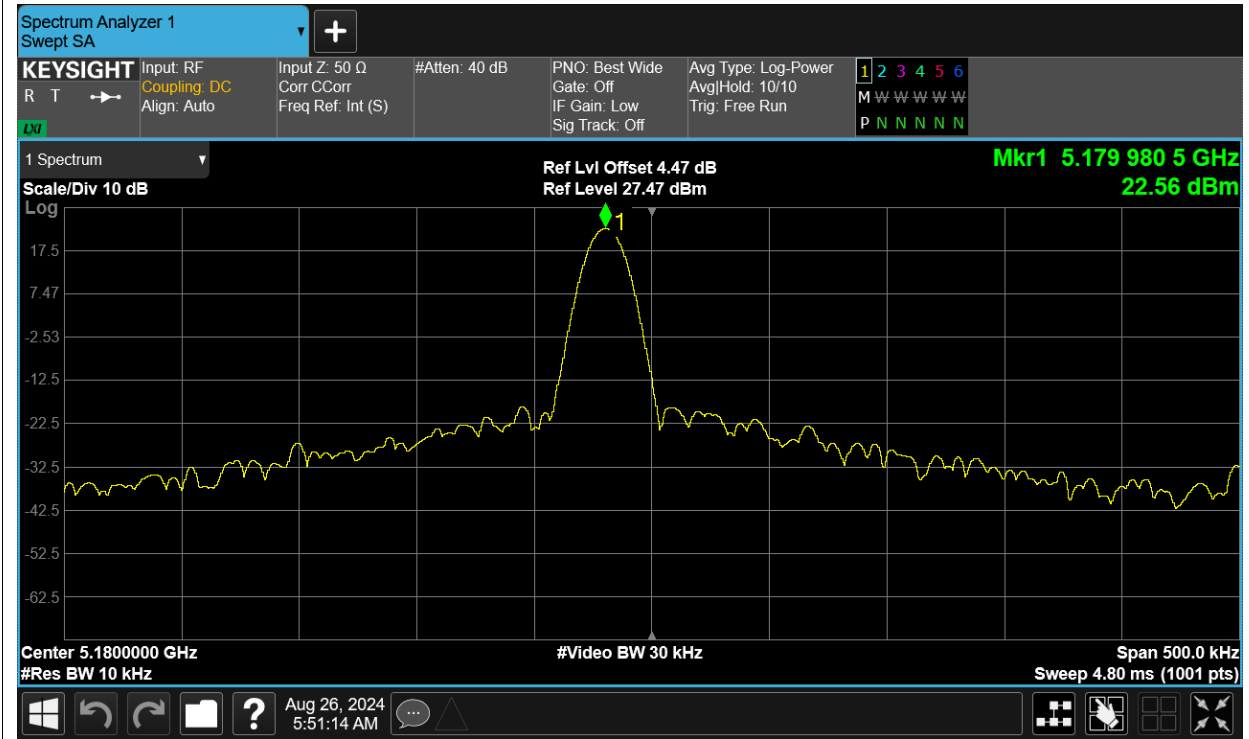 Spectrum Analyzer 1
Swept SA
KEYSIGHT
R T
LXI
Input: RF
Coupling: DC
Align: Auto
Input Z: 50 Ω
Corr CCorr
Freq Ref: Int (S)
#Atten: 40 dB
PNO: Best Wide
Gate: Off
IF Gain: Low
Sig Track: Off
Avg Type: Log-Power
Avg|Hold: 10/10
Trig: Free Run
1 2 3 4 5 6
M W W W W W
P N N N N N
1 Spectrum
Scale/Div 10 dB
Log
Ref Lvl Offset 4.47 dB
Ref Level 27.47 dBm
Mkr1 5.179 980 5 GHz
22.56 dBm
1
17.5
7.47
-2.53
-12.5
-22.5
-32.5
-42.5
-52.5
-62.5
Center 5.1800000 GHz
#Res BW 10 kHz
#Video BW 30 kHz
Span 500.0 kHz
Sweep 4.80 ms (1001 pts)
?
Aug 26, 2024
5:51:14 AM